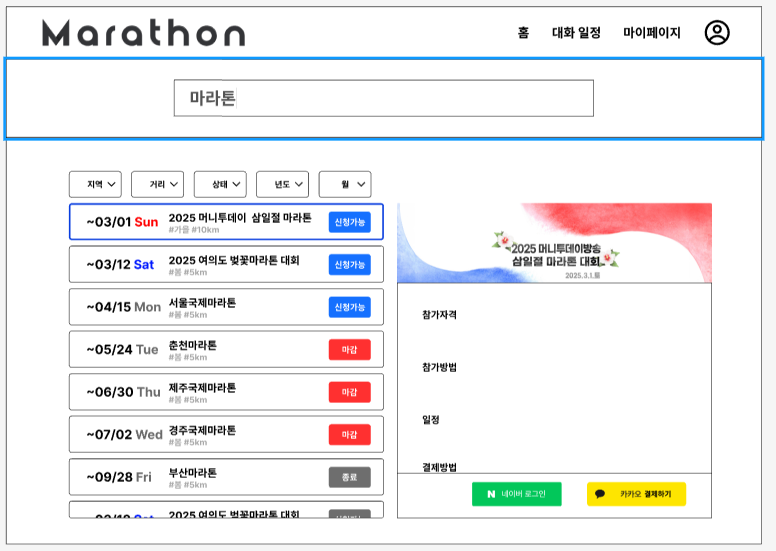 Marathon
홈 대화 일정 마이페이지
마라톤
지역 거리 상태 년도 월
~03/01 Sun 2025 머니투데이 삼일절 마라톤 신청가능
#가을 #10km
~03/12 Sat 2025 여의도 벚꽃마라톤 대회 신청가능
#봄 #5km
~04/15 Mon 서울국제마라톤 신청가능
#봄 #5km
~05/24 Tue 춘천마라톤 마감
#봄 #5km
~06/30 Thu 제주국제마라톤 마감
#봄 #5km
~07/02 Wed 경주국제마라톤 마감
#봄 #5km
~09/28 Fri 부산마라톤 종료
#봄 #5km
2025 여의도 벚꽃마라톤 대회
2025 머니투데이방송
삼일절 마라톤 대회
2025.3.1.토
참가자격
참가방법
일정
결제방법
N 네이버 로그인 카카오 결제하기